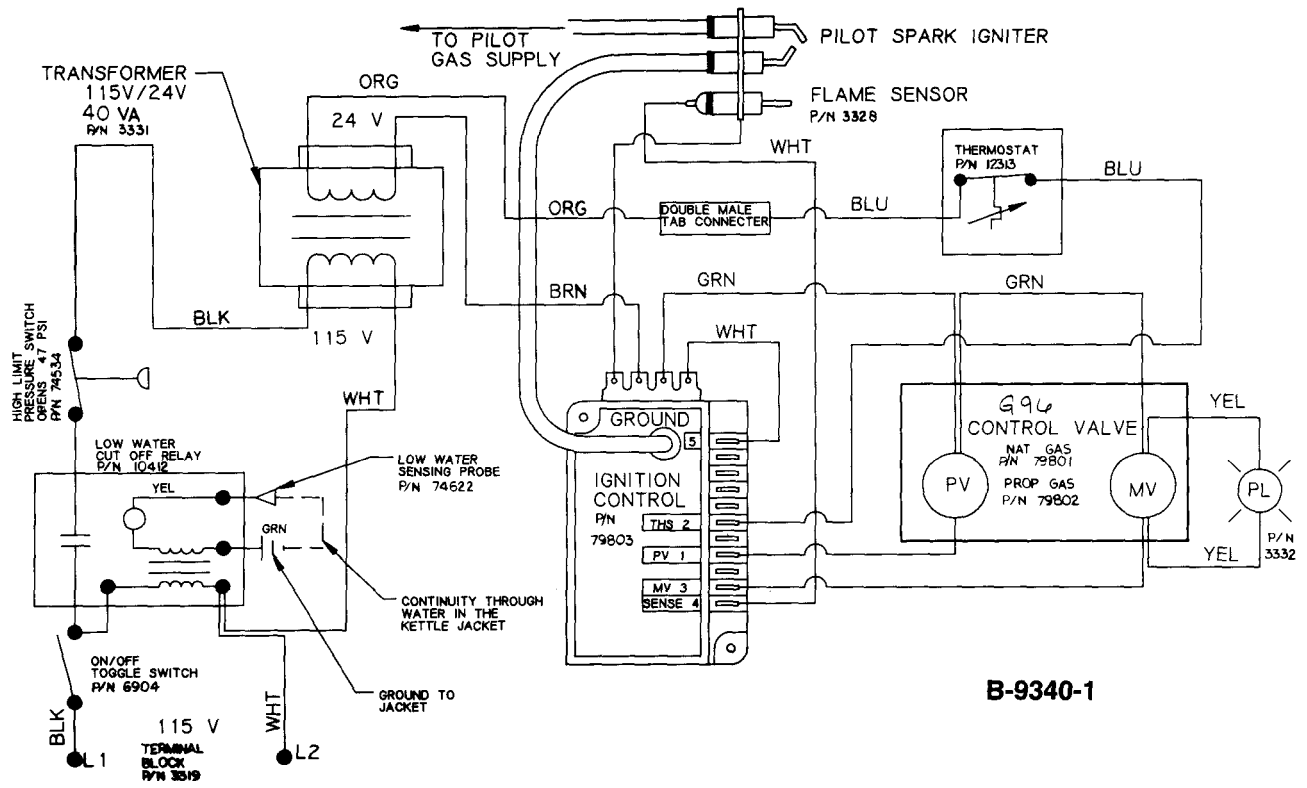 TO PILOT
GAS SUPPLY
PILOT SPARK IGNITER
TRANSFORMER
115V/24V
40 VA
P/N 3331
ORG
24 V
FLAME SENSOR
P/N 3328
WHT
THERMOSTAT
P/N 12313
BLU
ORG
DOUBLE MALE
TAB CONNECTER
BLU
BRN
GRN
GRN
BLK
115 V
WHT
HIGH LIMIT
PRESSURE SWITCH
OPENS 47 PSI
P/N 74534
WHT
LOW WATER
CUT OFF RELAY
P/N 10412
YEL
GRN
LOW WATER
SENSING PROBE
P/N 74622
GROUND
5
IGNITION
CONTROL
P/N
79803
THS 2
PV 1
MV 3
SENSE 4
G96
CONTROL VALVE
NAT GAS
P/N 79801
PROP GAS
P/N 79802
PV
MV
YEL
PL
YEL
P/N
3332
CONTINUITY THROUGH
WATER IN THE
KETTLE JACKET
ON/OFF
TOGGLE SWITCH
P/N 6904
GROUND TO
JACKET
BLK
WHT
115 V
L1
TERMINAL
BLOCK
P/N 3519
L2
B-9340-1